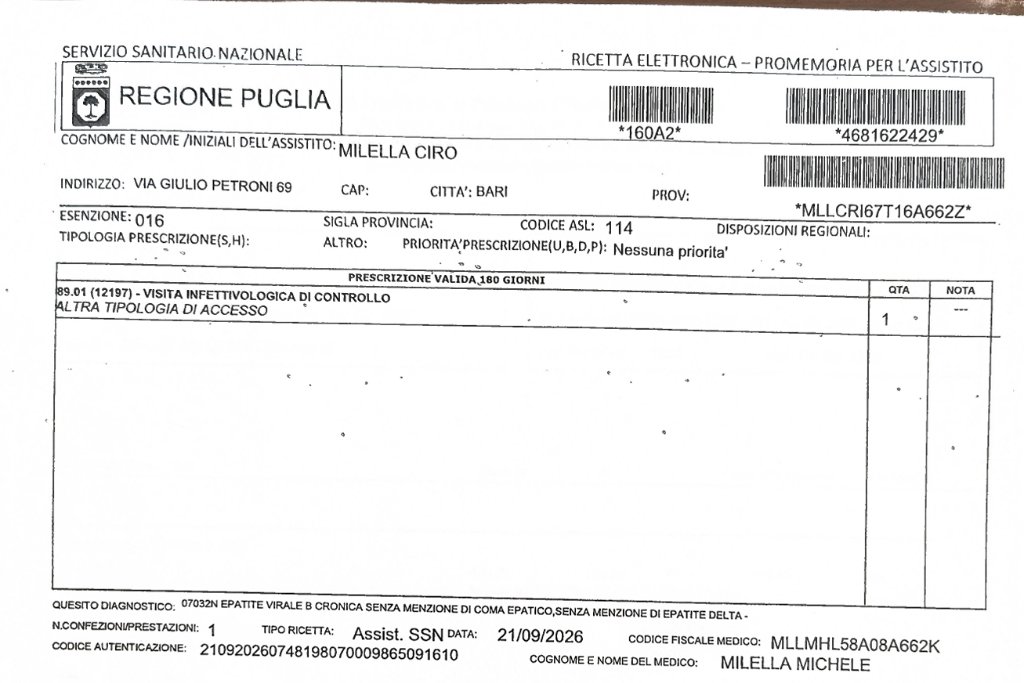 SERVIZIO SANITARIO NAZIONALE
RICETTA ELETTRONICA – PROMEMORIA PER L'ASSISTITO
REGIONE PUGLIA
*160A2*
*4681622429*
COGNOME E NOME /INIZIALI DELL'ASSISTITO: MILELLA CIRO
INDIRIZZO: VIA GIULIO PETRONI 69 CAP: CITTA': BARI PROV:
*MLLCRI67T16A662Z*
ESENZIONE: 016 SIGLA PROVINCIA: CODICE ASL: 114 DISPOSIZIONI REGIONALI:
TIPOLOGIA PRESCRIZIONE(S,H): ALTRO: PRIORITA'PRESCRIZIONE(U,B,D,P): Nessuna priorita'
PRESCRIZIONE VALIDA 180 GIORNI QTA NOTA
89.01 (12197) - VISITA INFETTIVOLOGICA DI CONTROLLO
ALTRA TIPOLOGIA DI ACCESSO
1 ---
QUESITO DIAGNOSTICO: 07032N EPATITE VIRALE B CRONICA SENZA MENZIONE DI COMA EPATICO,SENZA MENZIONE DI EPATITE DELTA -
N.CONFEZIONI/PRESTAZIONI: 1 TIPO RICETTA: Assist. SSN DATA: 21/09/2026 CODICE FISCALE MEDICO: MLLMHL58A08A662K
CODICE AUTENTICAZIONE: 210920260748198070009865091610 COGNOME E NOME DEL MEDICO: MILELLA MICHELE